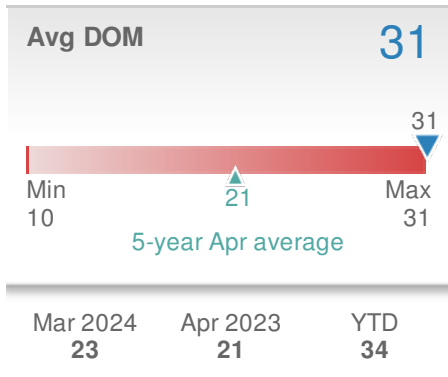 Avg DOM 31
31
Min Max
10 21 31
5-year Apr average
Mar 2024 Apr 2023 YTD
23 21 34